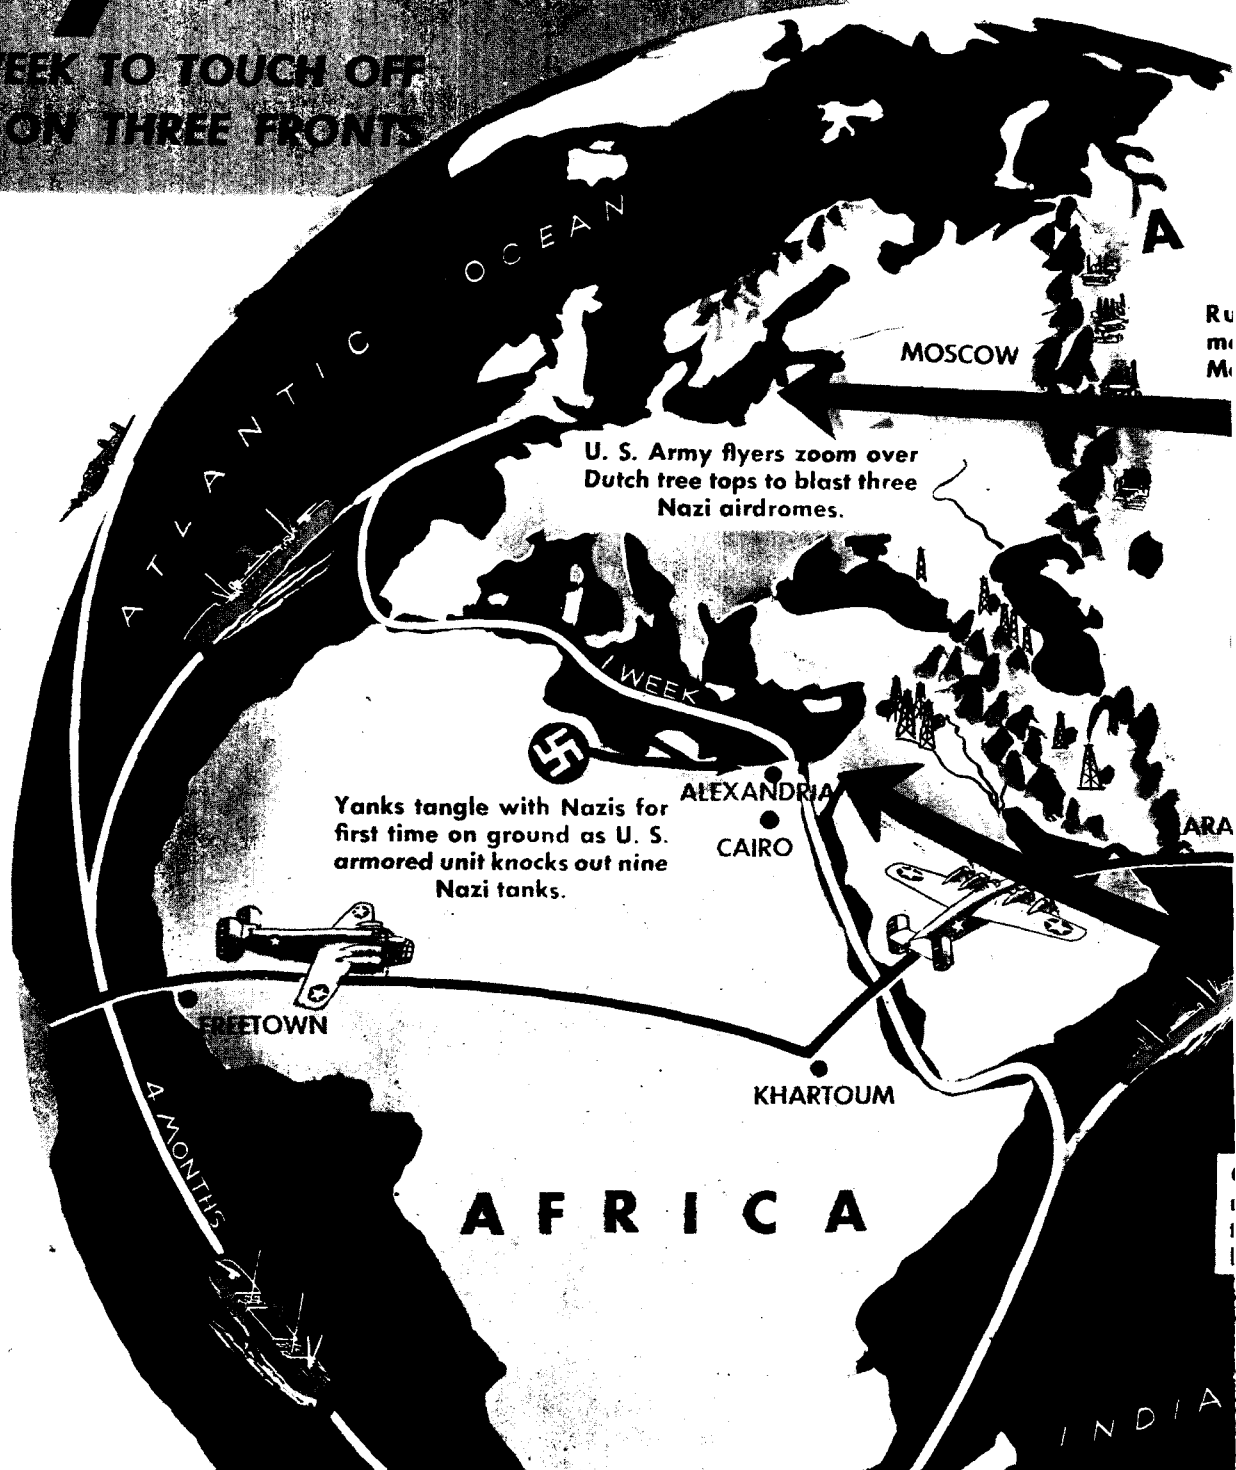 WEEK TO TOUCH OFF
ON THREE FRONTS
OCEAN
ATLANTIC
A
MOSCOW
U. S. Army flyers zoom over
Dutch tree tops to blast three
Nazi airdromes.
1 WEEK
ALEXANDRIA
CAIRO
Yanks tangle with Nazis for
first time on ground as U. S.
armored unit knocks out nine
Nazi tanks.
ARA
FREETOWN
KHARTOUM
4 MONTHS
AFRICA
INDIA